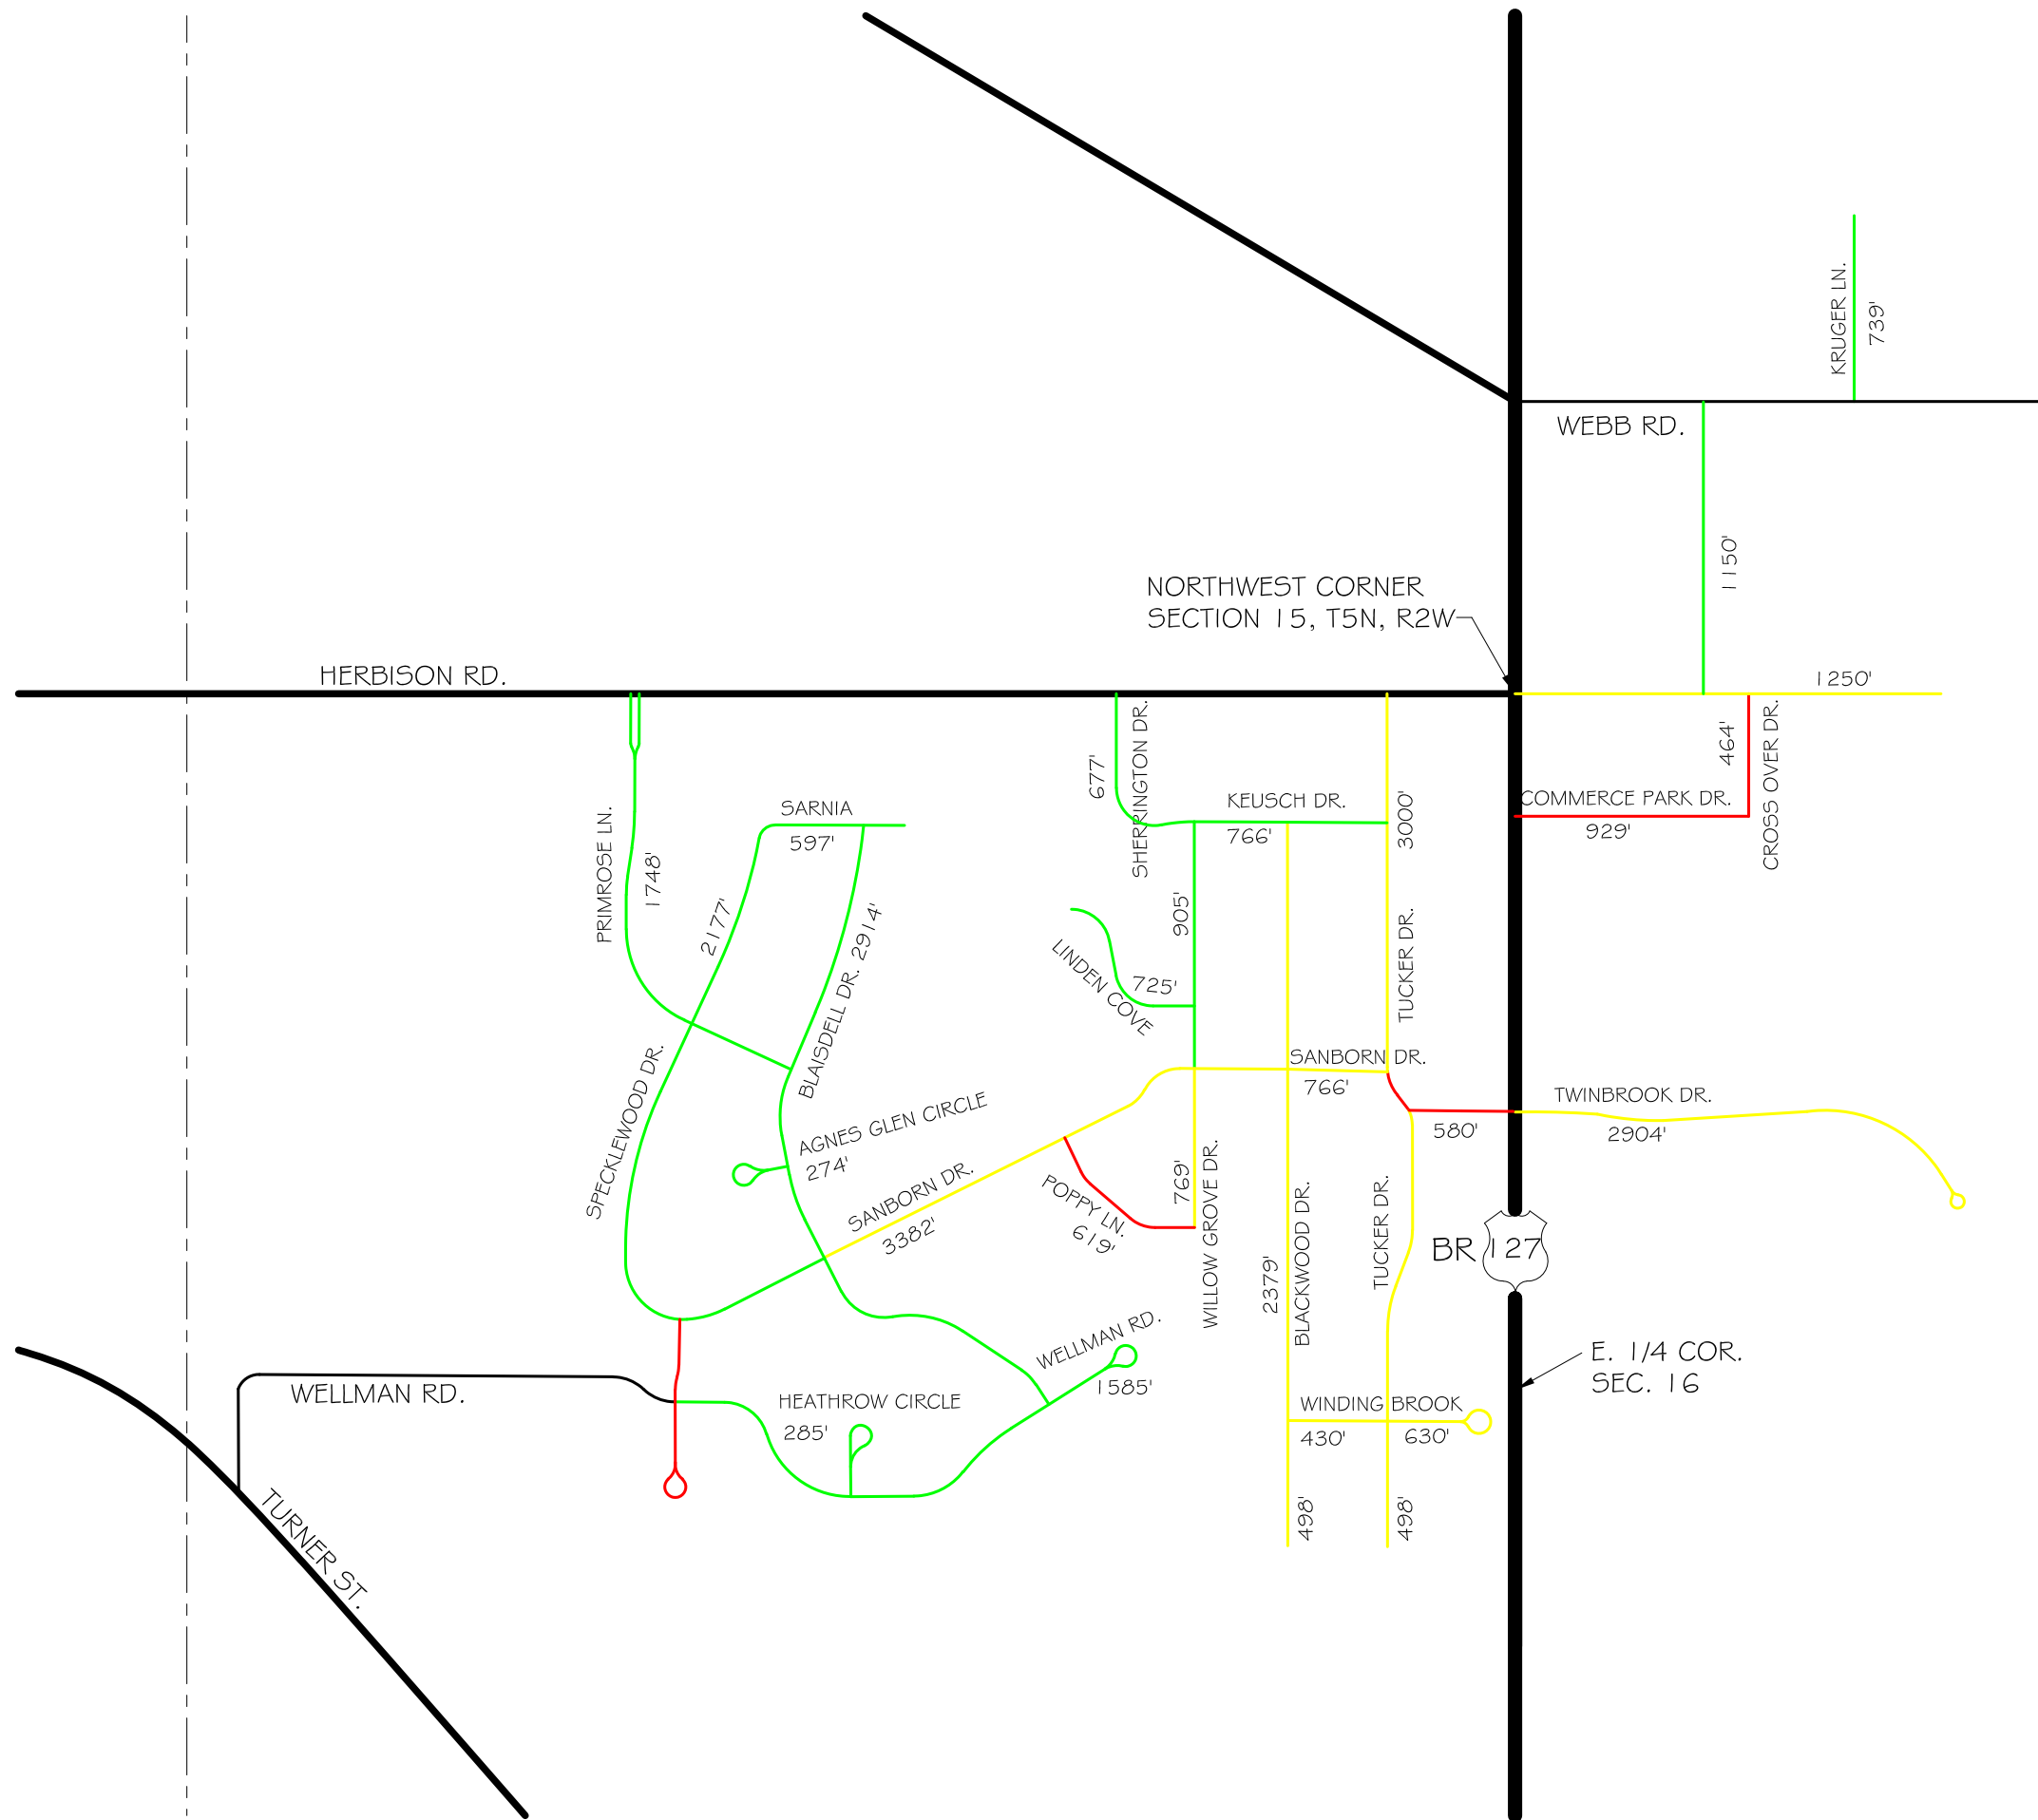 KRUGER LN.
739'
WEBB RD.
1150'
NORTHWEST CORNER
SECTION 15, T5N, R2W
HERBISON RD.
1250'
677'
SHERRINGTON DR.
464'
CROSS OVER DR.
COMMERCE PARK DR.
929'
KEUSCH DR.
766'
3000'
SARNIA
597'
PRIMROSE LN.
1748'
2177'
BLAISDELL DR. 2914'
905'
LINDEN COVE
725'
TUCKER DR.
SPECKLEWOOD DR.
SANBORN DR.
766'
AGNES GLEN CIRCLE
274'
TWINBROOK DR.
2904'
580'
SANBORN DR.
3382'
POPPY LN.
619'
769'
WILLOW GROVE DR.
2379'
BLACKWOOD DR.
TUCKER DR.
BR 127
WELLMAN RD.
1585'
E. 1/4 COR.
SEC. 16
WELLMAN RD.
HEATHROW CIRCLE
285'
WINDING BROOK
430'
630'
498'
498'
TURNER ST.